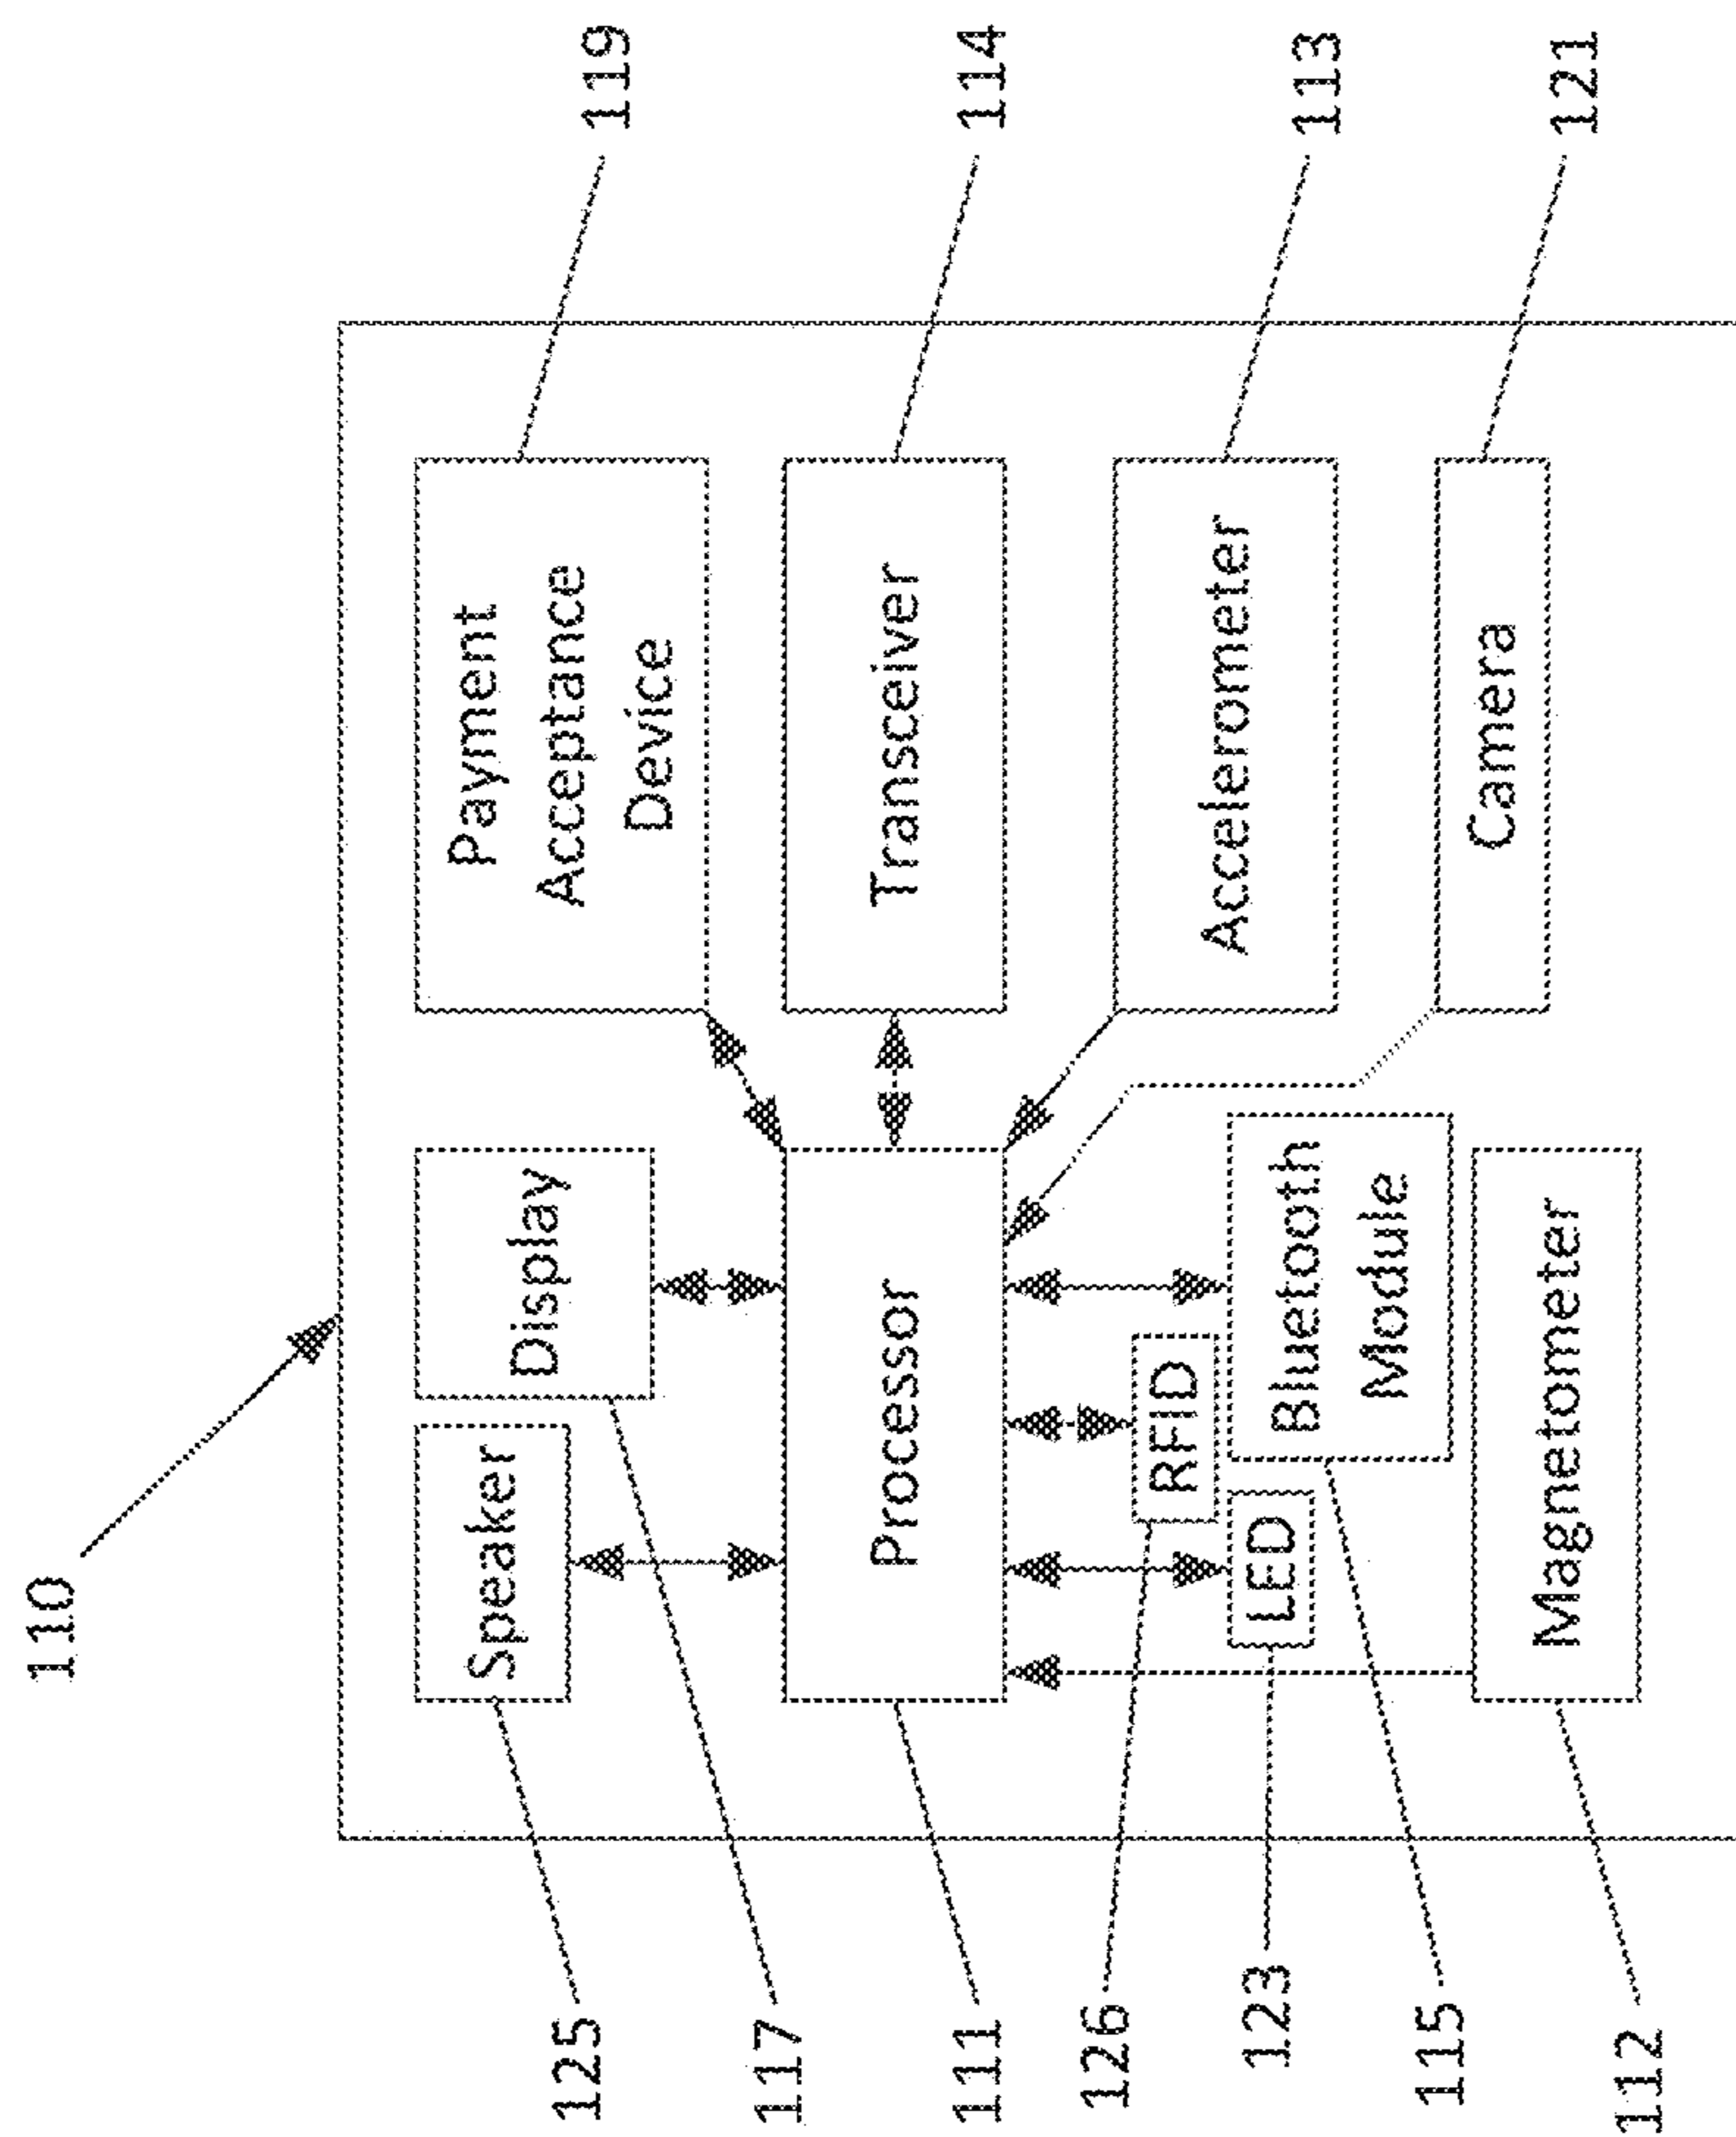 110
125
Speaker
117
Display
119
Payment
Acceptance
Device
111
Processor
114
Transceiver
126
RFID
113
Accelerometer
123
LED
115
Bluetooth
Module
121
Camera
112
Magnetometer